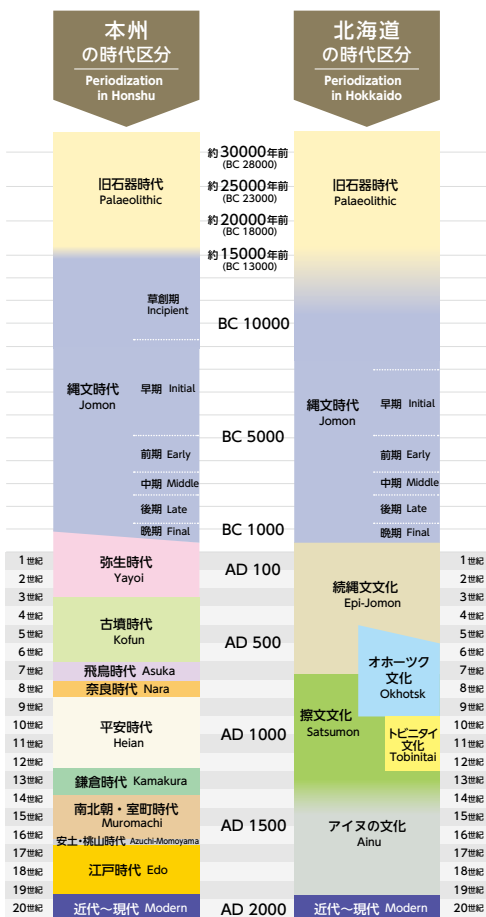 本州
の時代区分
Periodization
in Honshu
北海道
の時代区分
Periodization
in Hokkaido
旧石器時代
Palaeolithic
草創期
Incipient
縄文時代
Jomon
早期 Initial
前期 Early
中期 Middle
後期 Late
晩期 Final
弥生時代
Yayoi
古墳時代
Kofun
飛鳥時代 Asuka
奈良時代 Nara
平安時代
Heian
鎌倉時代 Kamakura
南北朝・室町時代
Muromachi
安土・桃山時代 Azuchi-Momoyama
江戸時代 Edo
近代～現代 Modern
約30000年前
(BC 28000)
約25000年前
(BC 23000)
約20000年前
(BC 18000)
約15000年前
(BC 13000)
BC 10000
BC 5000
BC 1000
AD 100
AD 500
AD 1000
AD 1500
AD 2000
旧石器時代
Palaeolithic
縄文時代
Jomon
早期 Initial
前期 Early
中期 Middle
後期 Late
晩期 Final
続縄文文化
Epi-Jomon
オホーツク
文化
Okhotsk
擦文文化
Satsumon
トビニタイ
文化
Tobinitai
アイヌの文化
Ainu
近代～現代 Modern
1世紀
2世紀
3世紀
4世紀
5世紀
6世紀
7世紀
8世紀
9世紀
10世紀
11世紀
12世紀
13世紀
14世紀
15世紀
16世紀
17世紀
18世紀
19世紀
20世紀
1世紀
2世紀
3世紀
4世紀
5世紀
6世紀
7世紀
8世紀
9世紀
10世紀
11世紀
12世紀
13世紀
14世紀
15世紀
16世紀
17世紀
18世紀
19世紀
20世紀